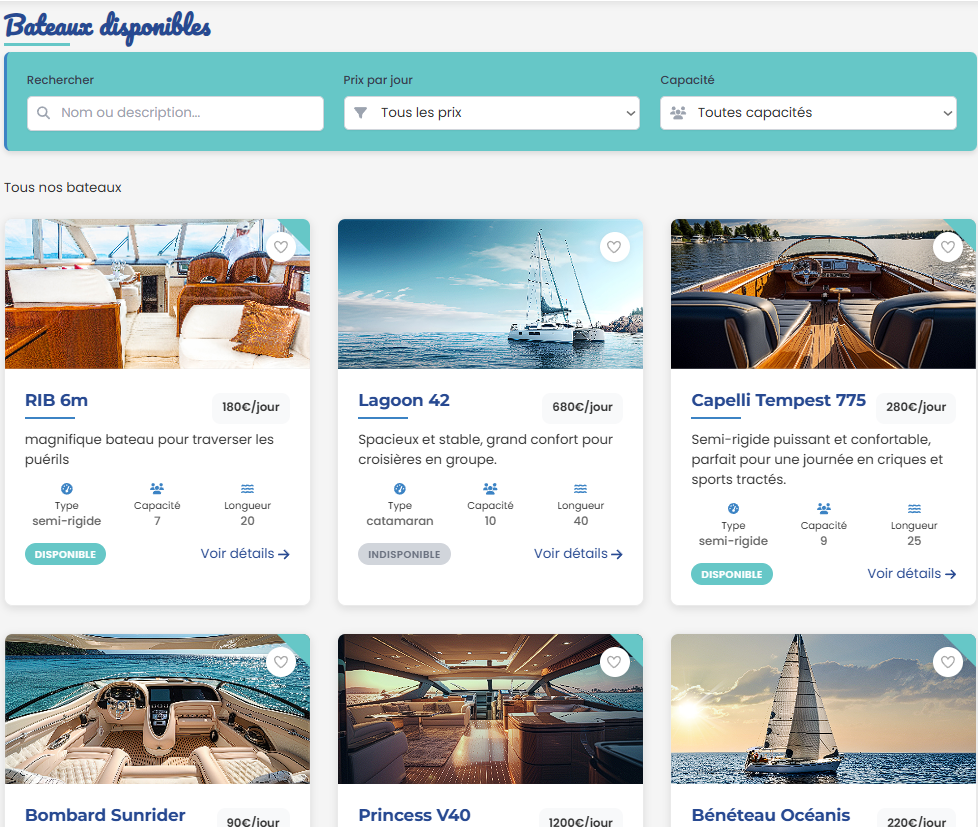 Bateaux disponibles
Rechercher
Prix par jour
Capacité
Nom ou description...
Tous les prix
Toutes capacités
Tous nos bateaux
RIB 6m
180€/jour
magnifique bateau pour traverser les
puérils
Type
Capacité
Longueur
semi-rigide
7
20
DISPONIBLE
Voir détails
Lagoon 42
680€/jour
Spacieux et stable, grand confort pour
croisières en groupe.
Type
Capacité
Longueur
catamaran
10
40
INDISPONIBLE
Voir détails
Capelli Tempest 775
280€/jour
Semi-rigide puissant et confortable,
parfait pour une journée en criques et
sports tractés.
Type
Capacité
Longueur
semi-rigide
9
25
DISPONIBLE
Voir détails
Bombard Sunrider
90€/jour
Princess V40
1200€/jour
Bénéteau Océanis
220€/jour